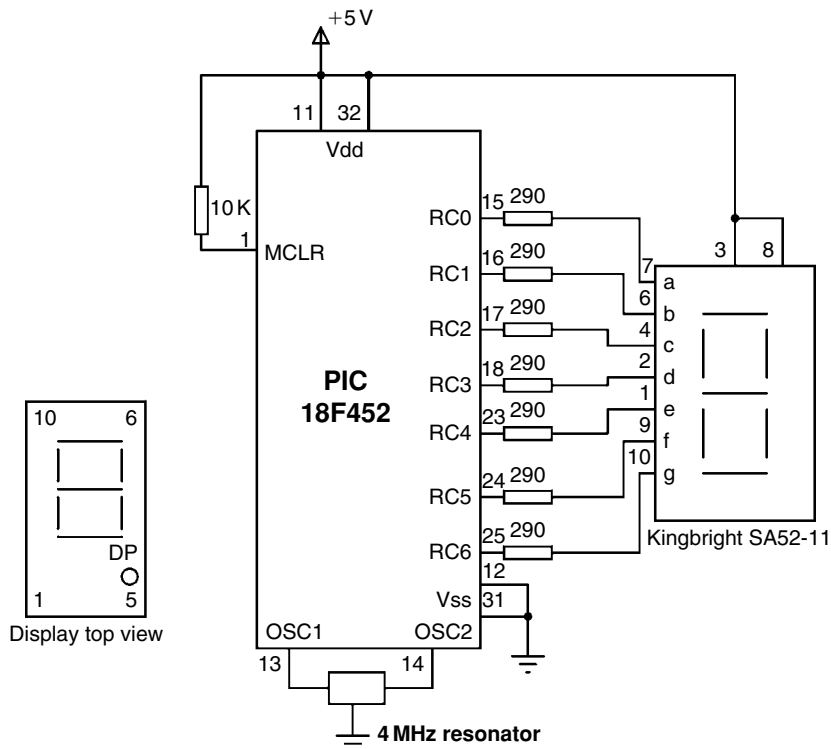 +5 V
11 32
Vdd
10 K
1
MCLR
RC0
15 290
RC1
16 290
RC2
17 290
RC3
18 290
RC4
23 290
RC5
24 290
RC6
25 290
12
Vss 31
PIC
18F452
OSC1 OSC2
13 14
4 MHz resonator
3 8
7 a
6 b
4 c
2 d
1 e
9 f
10 g
Kingbright SA52-11
10 6
DP
1 5
Display top view